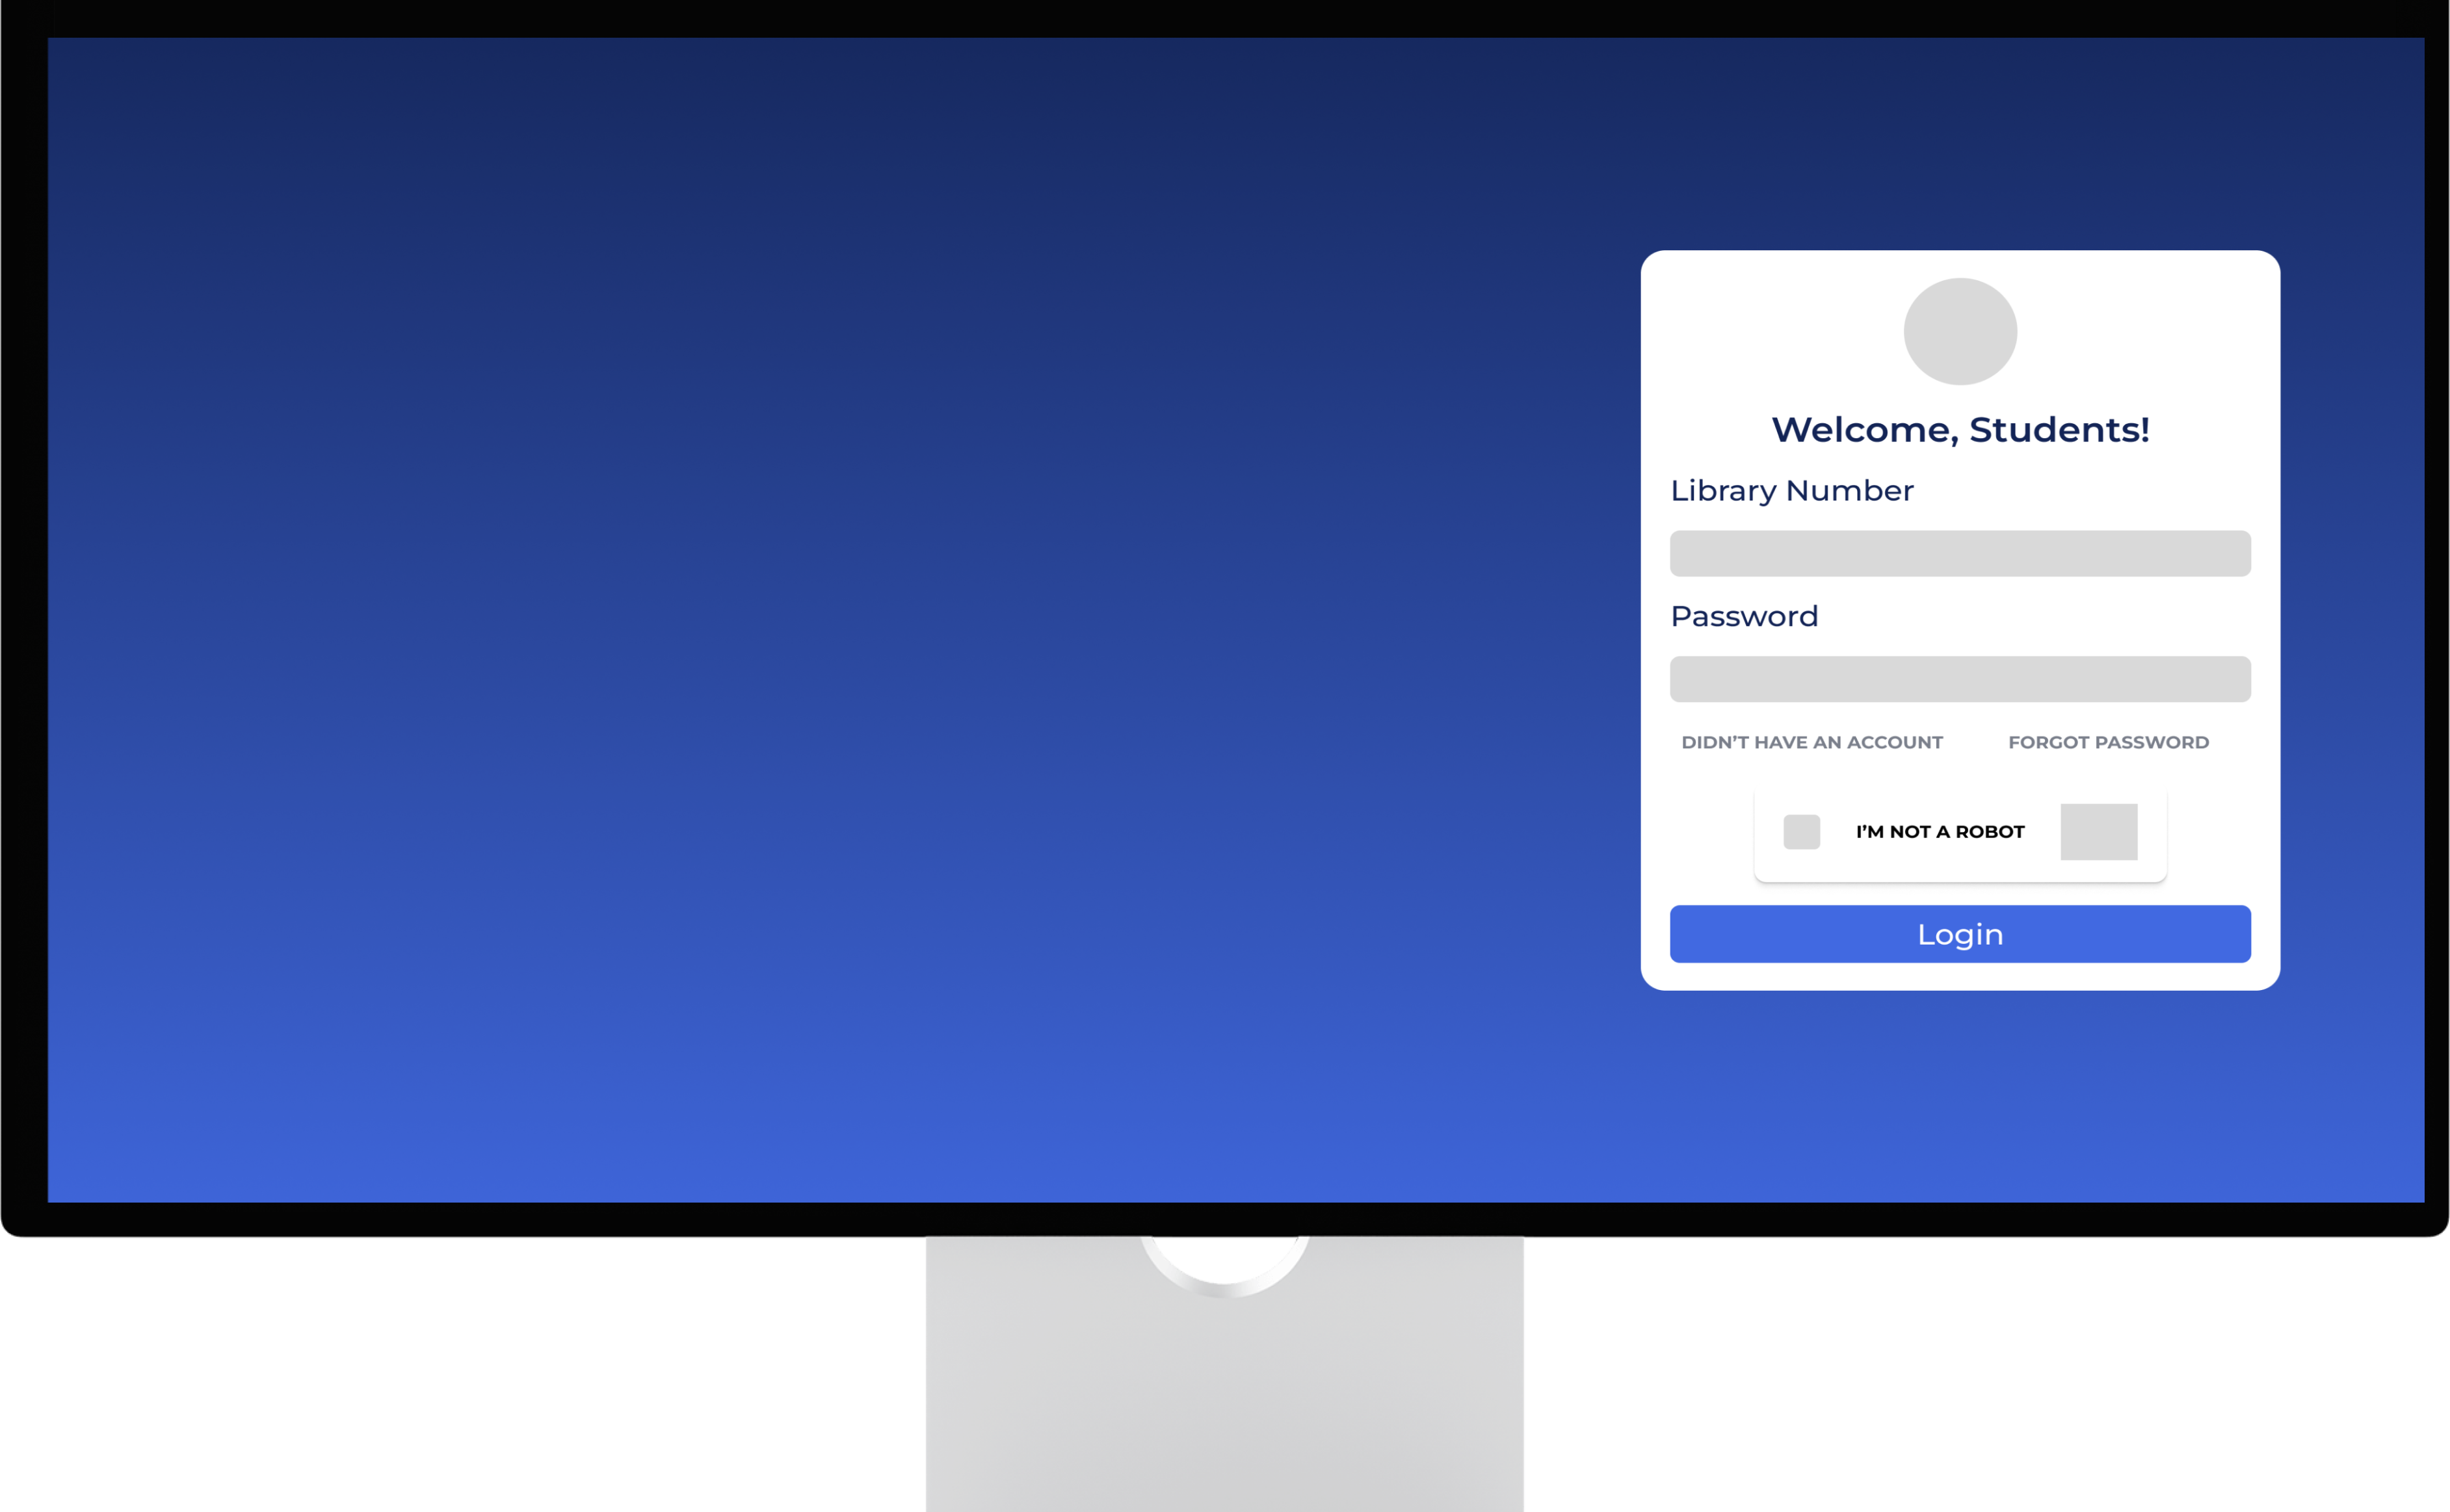 Welcome, Students!
Library Number
Password
DIDN’T HAVE AN ACCOUNT FORGOT PASSWORD
I’M NOT A ROBOT
Login